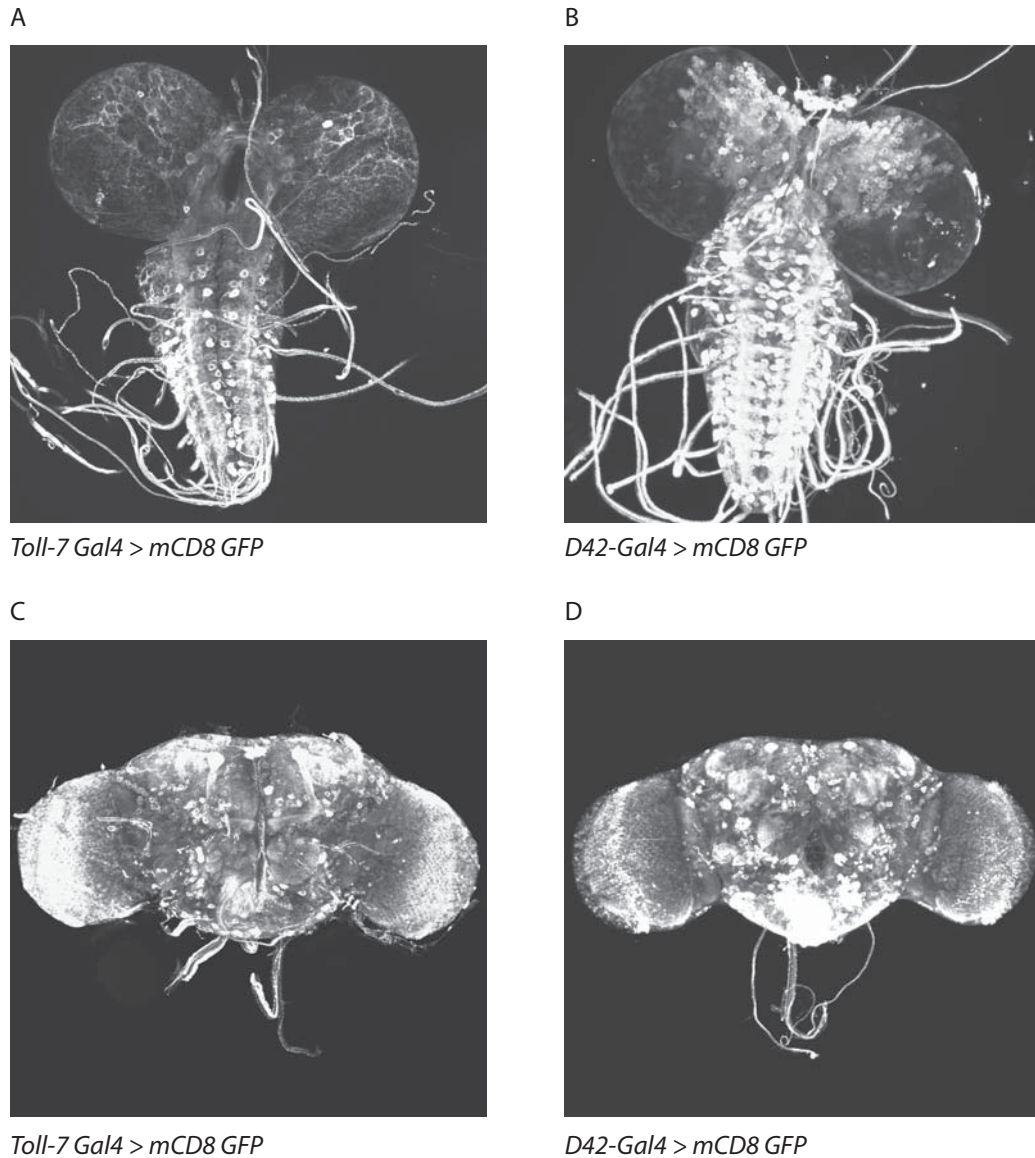 A
B
Toll-7 Gal4 > mCD8 GFP
D42-Gal4 > mCD8 GFP
C
D
Toll-7 Gal4 > mCD8 GFP
D42-Gal4 > mCD8 GFP